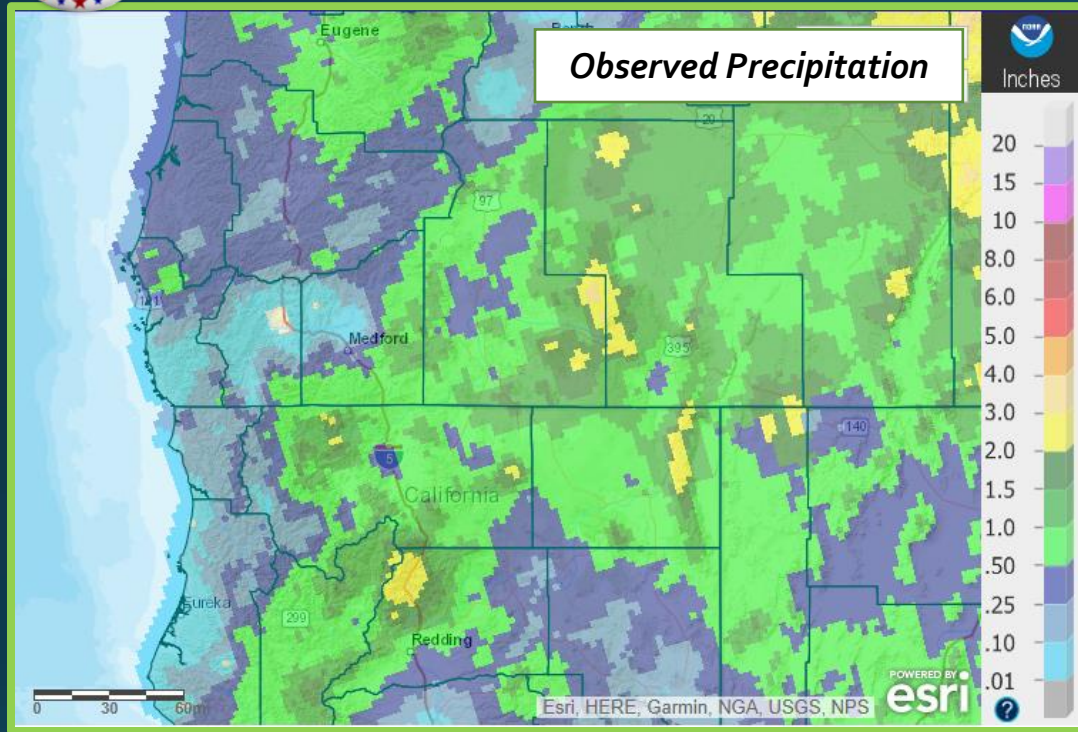 Eugene
Observed Precipitation
noaa
Inches
20
97
20
15
10
8.0
6.0
5.0
4.0
3.0
2.0
1.5
1.0
.50
.25
.10
.01
Medford
395
140
5
California
Eureka
299
Redding
POWERED BY
esri
Esri, HERE, Garmin, NGA, USGS, NPS
0 30 60mi
?